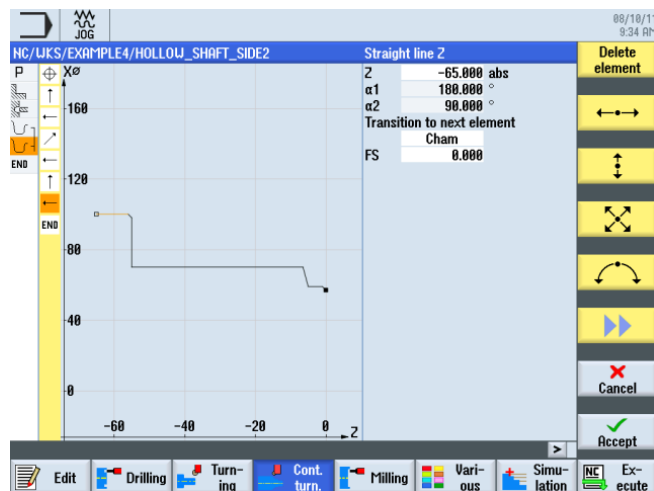 08/10/1
9:34 AM
JOG
NC/WKS/EXAMPLE4/HOLLOW_SHAFT_SIDE2
Straight line Z
Delete
element
P
END
END
XØ
160
120
80
40
0
-60 -40 -20 0 Z
Z -65.000 abs
α1 180.000 °
α2 90.000 °
Transition to next element
Cham
FS 0.000
Cancel
Accept
>
Edit
Drilling
Turn-
ing
Cont.
turn.
Milling
Vari-
ous
Simu-
lation
NC
Ex-
ecute